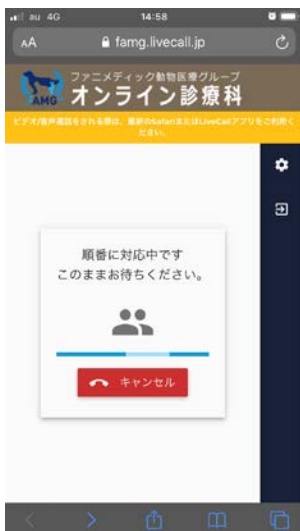 au 4G 14:58
AA famg.livecall.jp
ファニメディック動物医療グループ
AMG オンライン診療科
ビデオ/音声通話をされる際は、最新のSafariまたはLiveCallアプリをご利用く
ださい。
順番に対応中です
このままお待ちください。
キャンセル